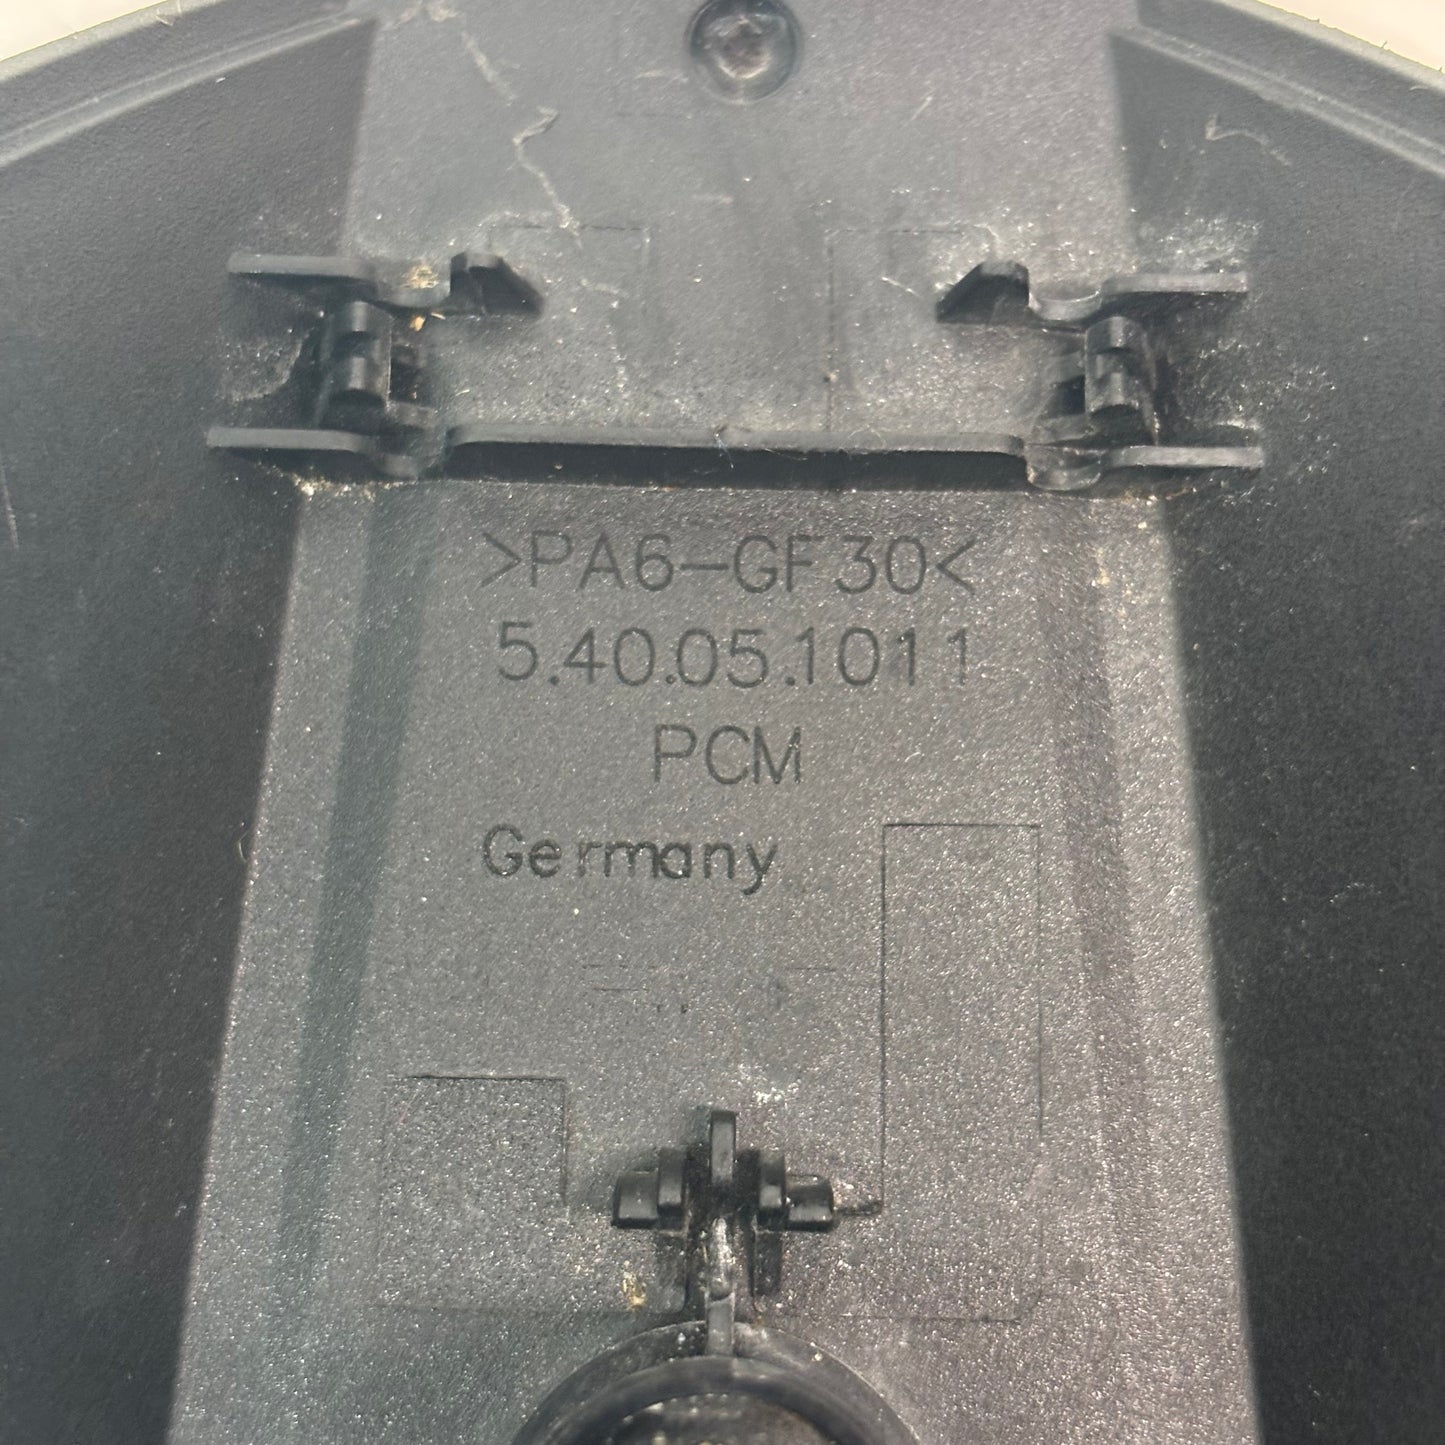 >PA6-GF30<
5.40.05.1011
PCM
Germany